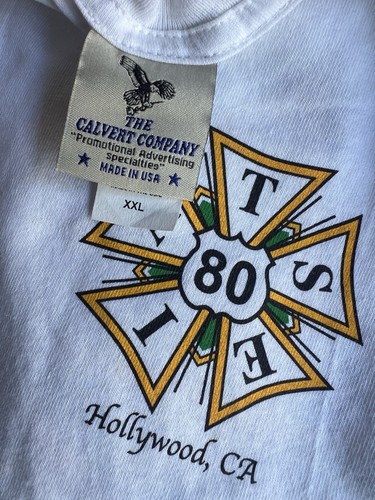 THE
CALVERT COMPANY
"Promotional Advertising
Specialties"
MADE IN USA
XXL
I
T
S
E
80
Hollywood, CA